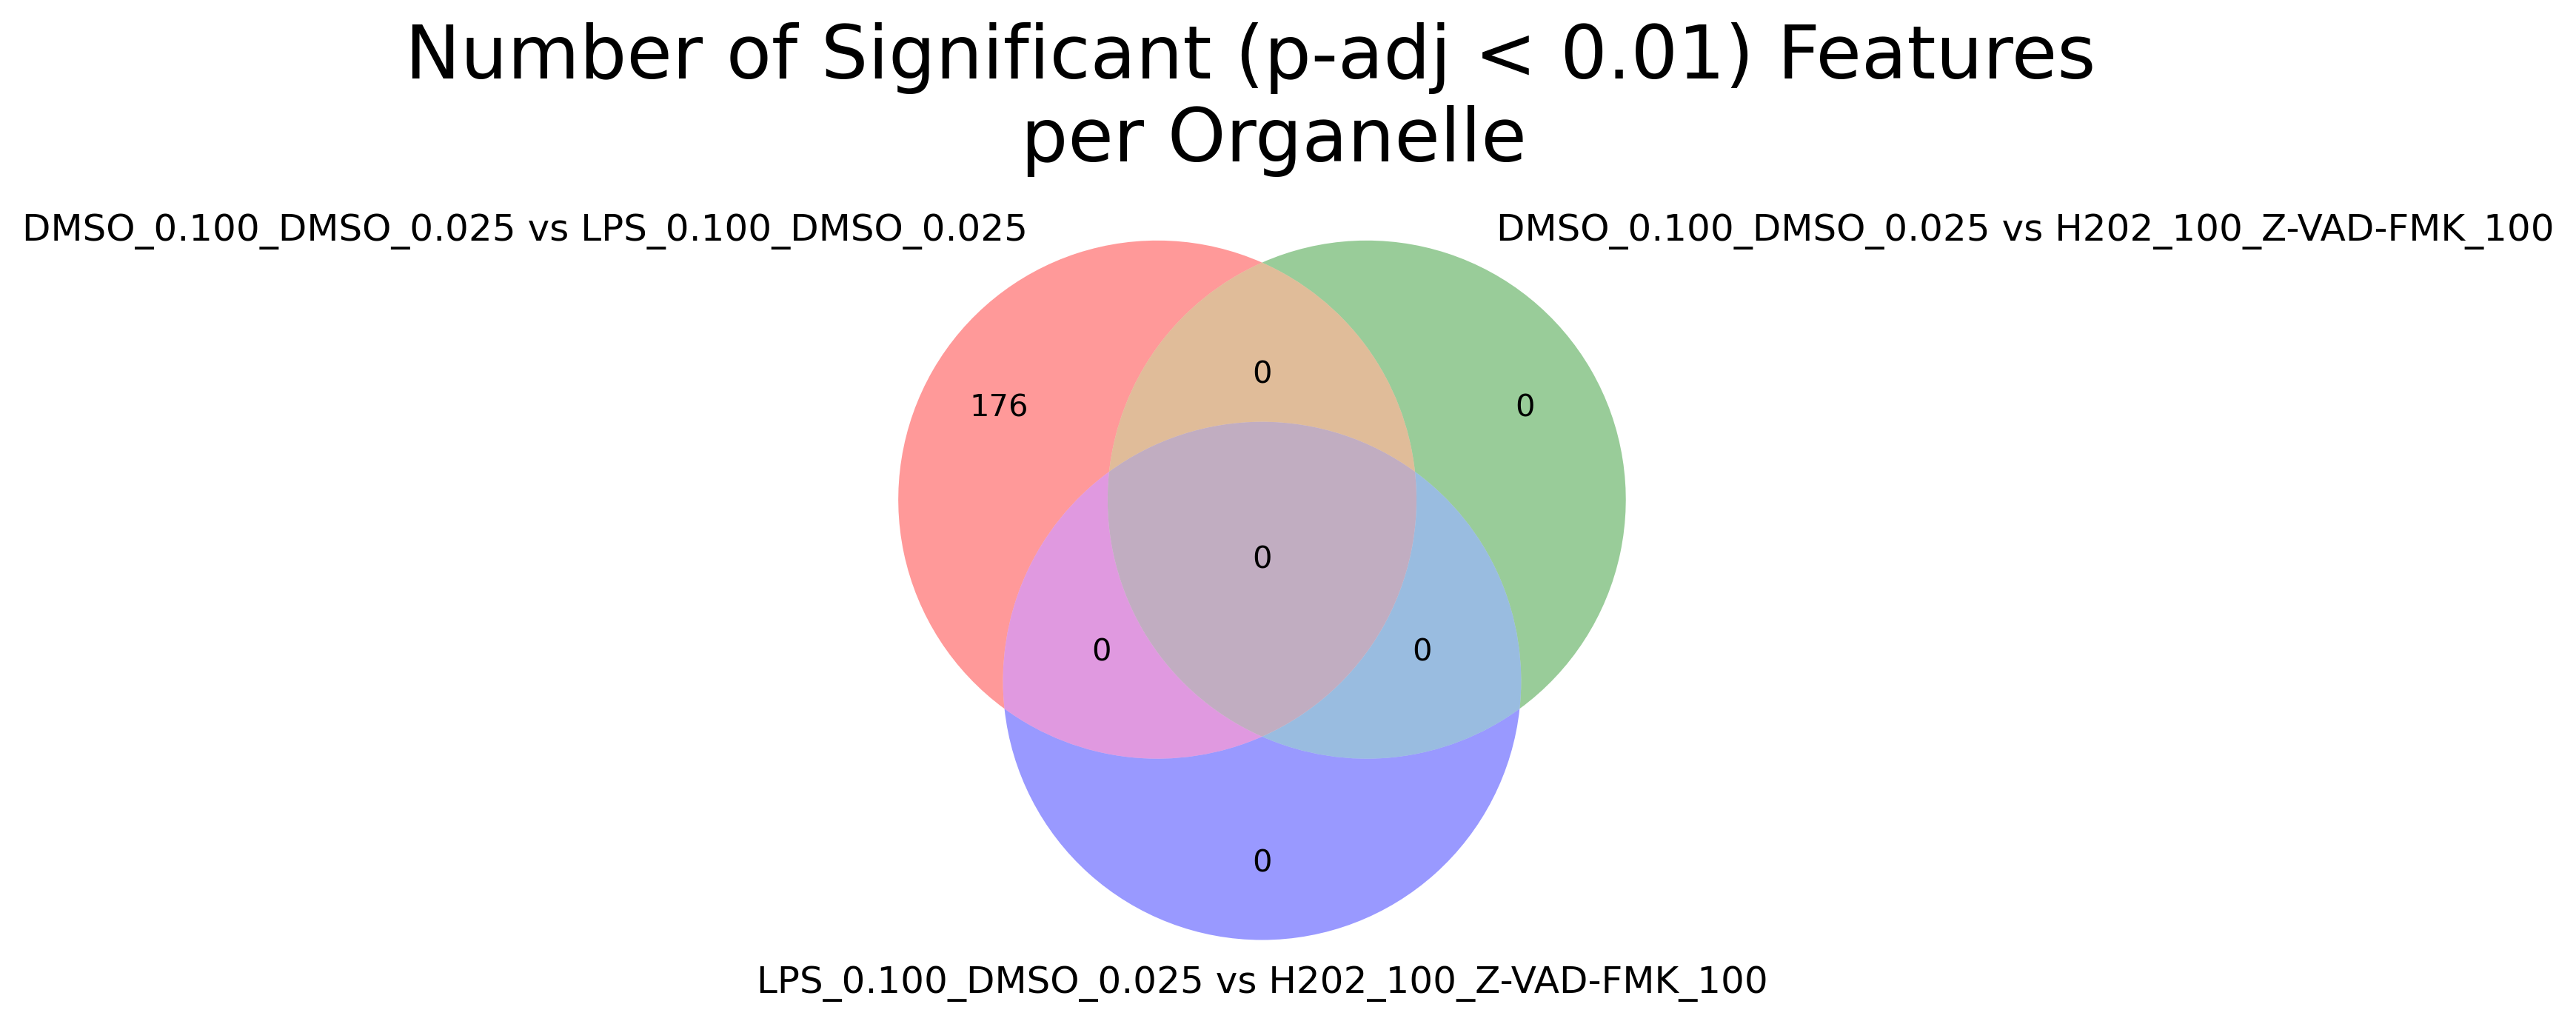 Number of Significant (p-adj < 0.01) Features
per Organelle
DMSO_0.100_DMSO_0.025 vs LPS_0.100_DMSO_0.025
DMSO_0.100_DMSO_0.025 vs H202_100_Z-VAD-FMK_100
0
176
0
0
0
0
0
LPS_0.100_DMSO_0.025 vs H202_100_Z-VAD-FMK_100